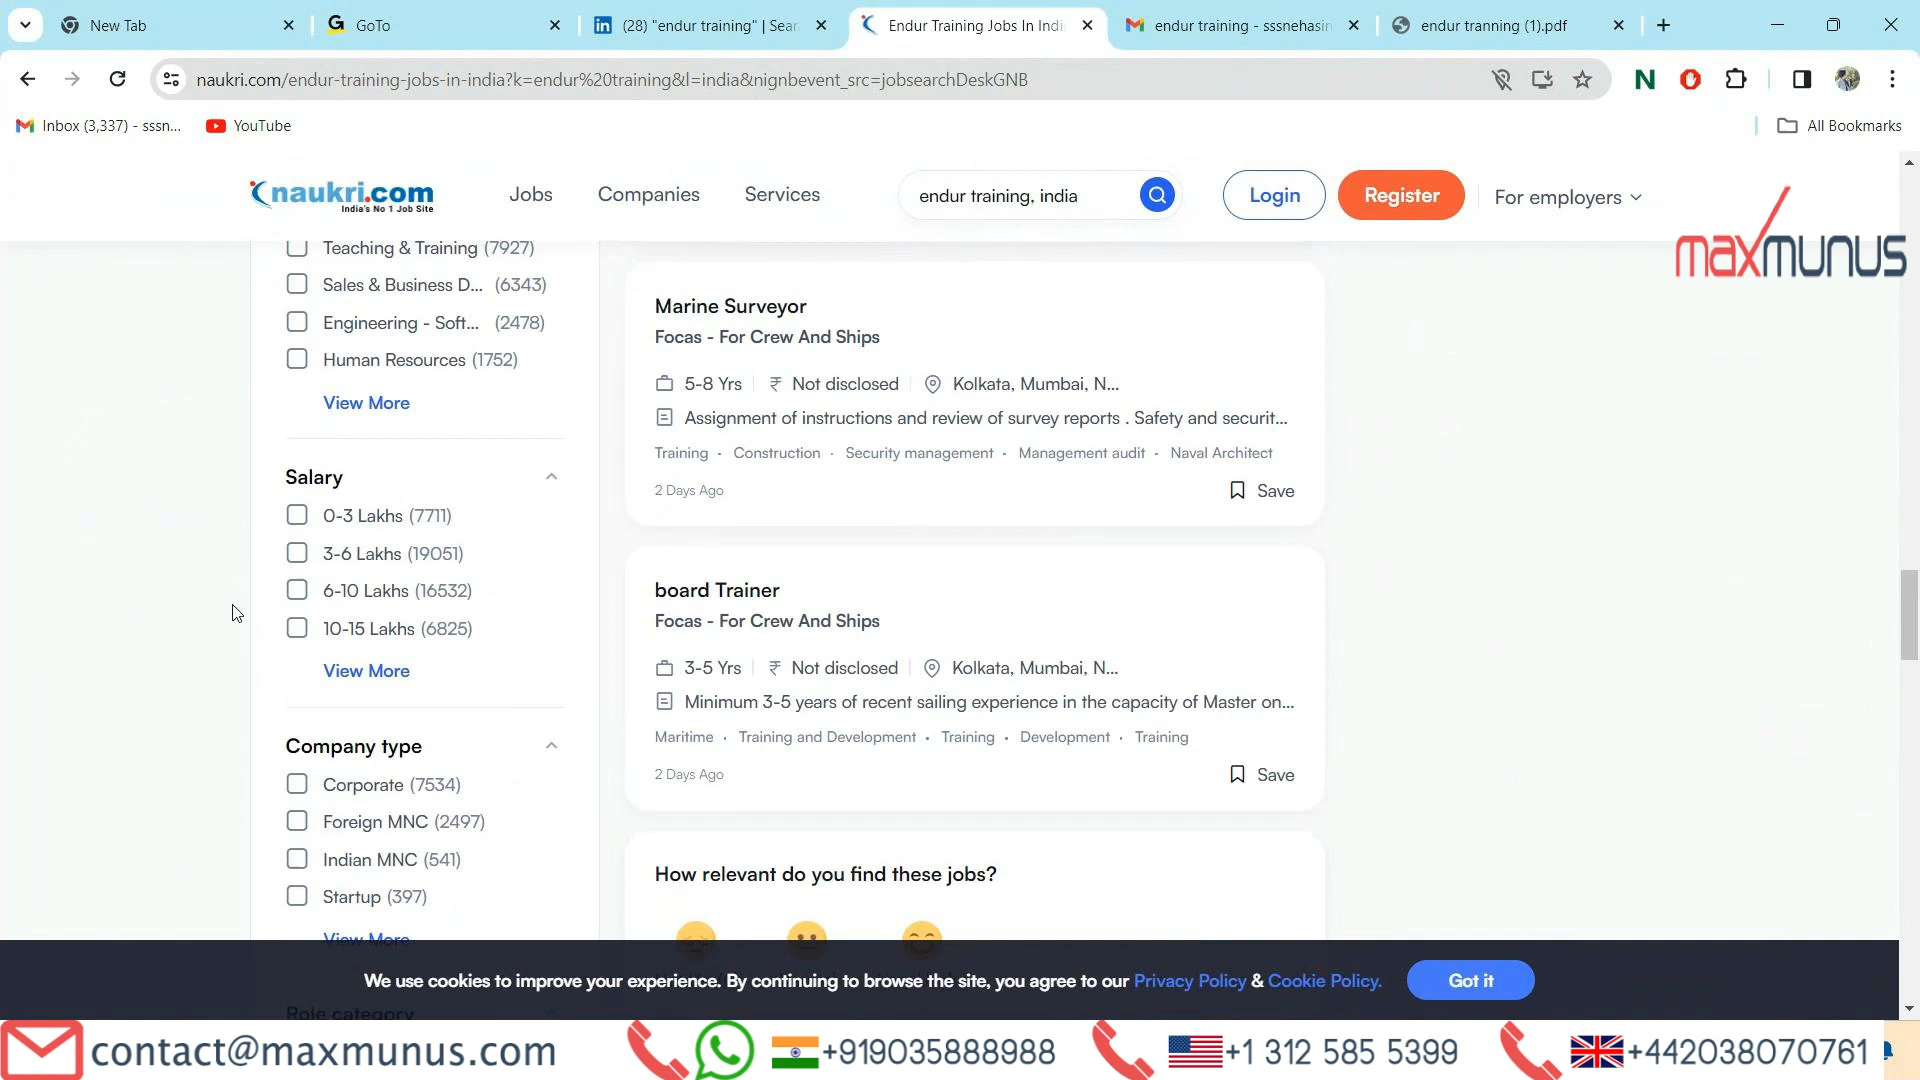 New Tab
GoTo
(28) "endur training" | Sear
Endur Training Jobs In Indi
endur training - sssnehasin
endur tranning (1).pdf
naukri.com/endur-training-jobs-in-india?k=endur%20training&l=india&nignbevent_src=jobsearchDeskGNB
Inbox (3,337) - sssn...
YouTube
All Bookmarks
naukri.com
India's No 1 Job Site
Jobs
Companies
Services
endur training, india
Login
Register
For employers
maxmunus
Teaching & Training (7927)
Sales & Business D... (6343)
Engineering - Soft... (2478)
Human Resources (1752)
View More
Salary
0-3 Lakhs (7711)
3-6 Lakhs (19051)
6-10 Lakhs (16532)
10-15 Lakhs (6825)
View More
Company type
Corporate (7534)
Foreign MNC (2497)
Indian MNC (541)
Startup (397)
View More
Role category
Marine Surveyor
Focas - For Crew And Ships
5-8 Yrs
₹ Not disclosed
Kolkata, Mumbai, N...
Assignment of instructions and review of survey reports . Safety and securit...
Training · Construction · Security management · Management audit · Naval Architect
2 Days Ago
Save
board Trainer
Focas - For Crew And Ships
3-5 Yrs
₹ Not disclosed
Kolkata, Mumbai, N...
Minimum 3-5 years of recent sailing experience in the capacity of Master on...
Maritime · Training and Development · Training · Development · Training
2 Days Ago
Save
How relevant do you find these jobs?
We use cookies to improve your experience. By continuing to browse the site, you agree to our Privacy Policy & Cookie Policy.
Got it
contact@maxmunus.com
+919035888988
+1 312 585 5399
+442038070761